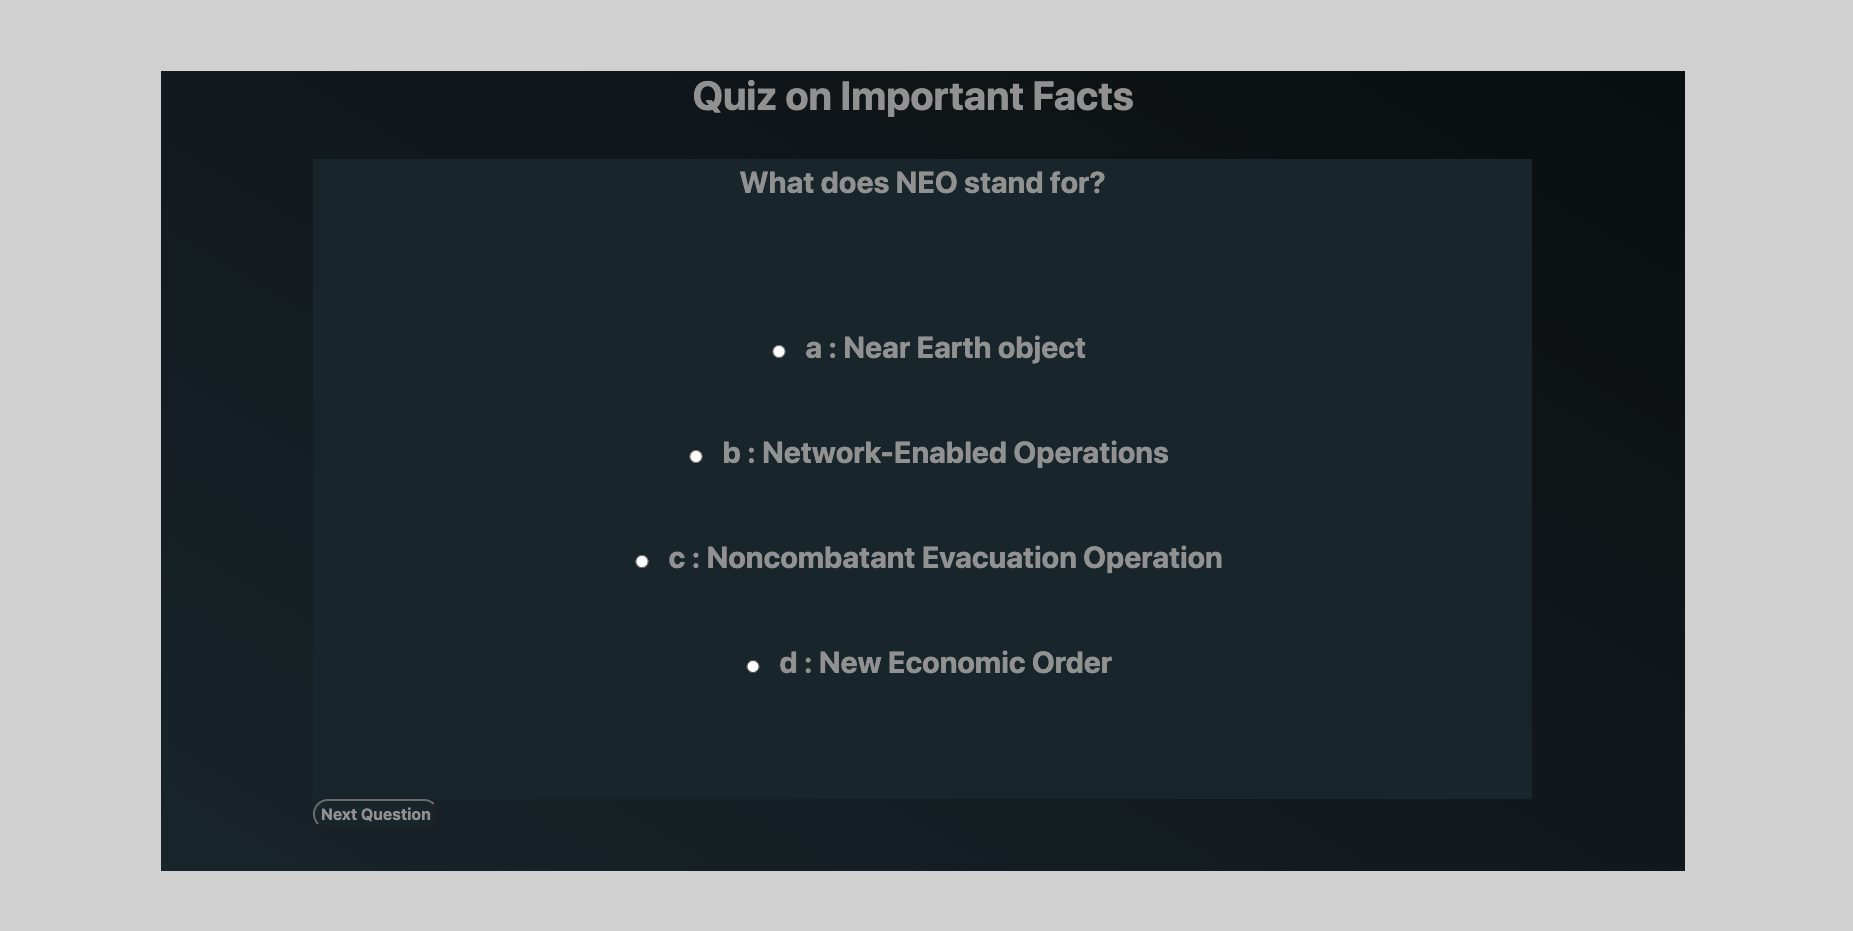 Quiz on Important Facts
What does NEO stand for?
a : Near Earth object
b : Network-Enabled Operations
c : Noncombatant Evacuation Operation
d : New Economic Order
Next Question